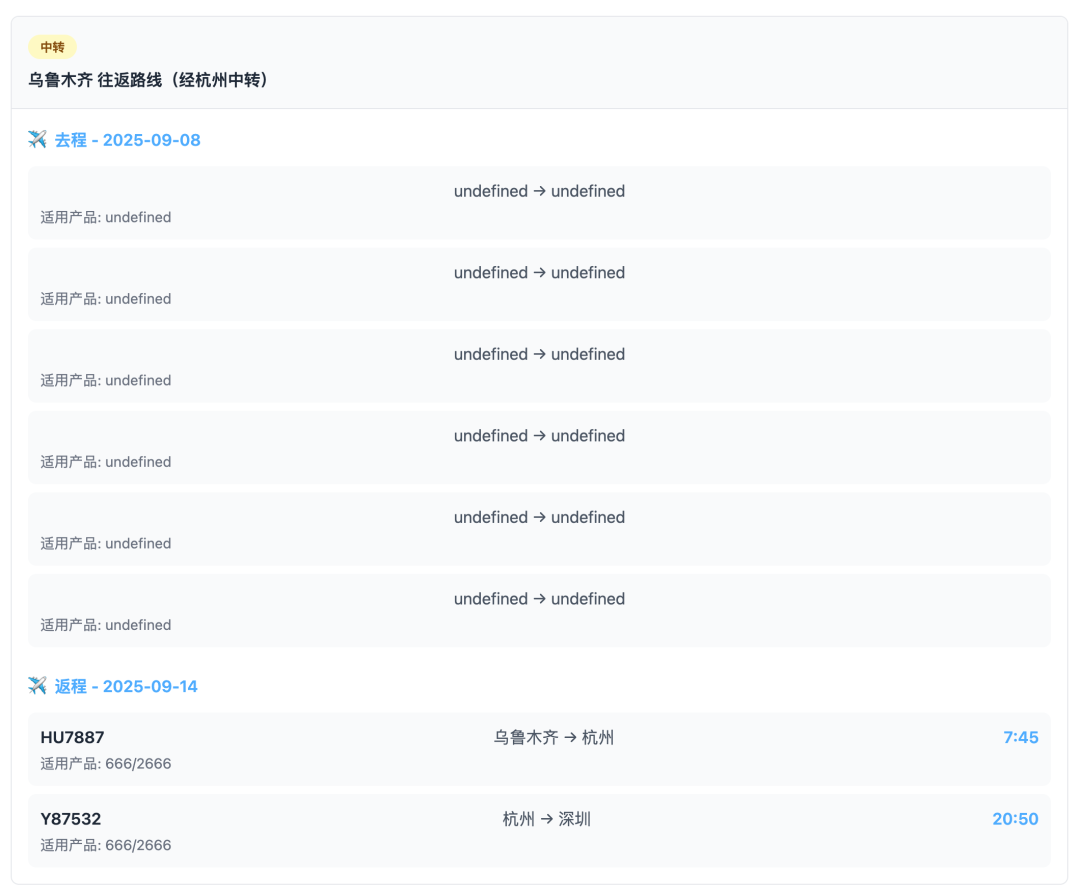 中转
乌鲁木齐 往返路线（经杭州中转）
✈️ 去程 - 2025-09-08
undefined → undefined
适用产品: undefined
undefined → undefined
适用产品: undefined
undefined → undefined
适用产品: undefined
undefined → undefined
适用产品: undefined
undefined → undefined
适用产品: undefined
undefined → undefined
适用产品: undefined
✈️ 返程 - 2025-09-14
HU7887 乌鲁木齐 → 杭州 7:45
适用产品: 666/2666
Y87532 杭州 → 深圳 20:50
适用产品: 666/2666